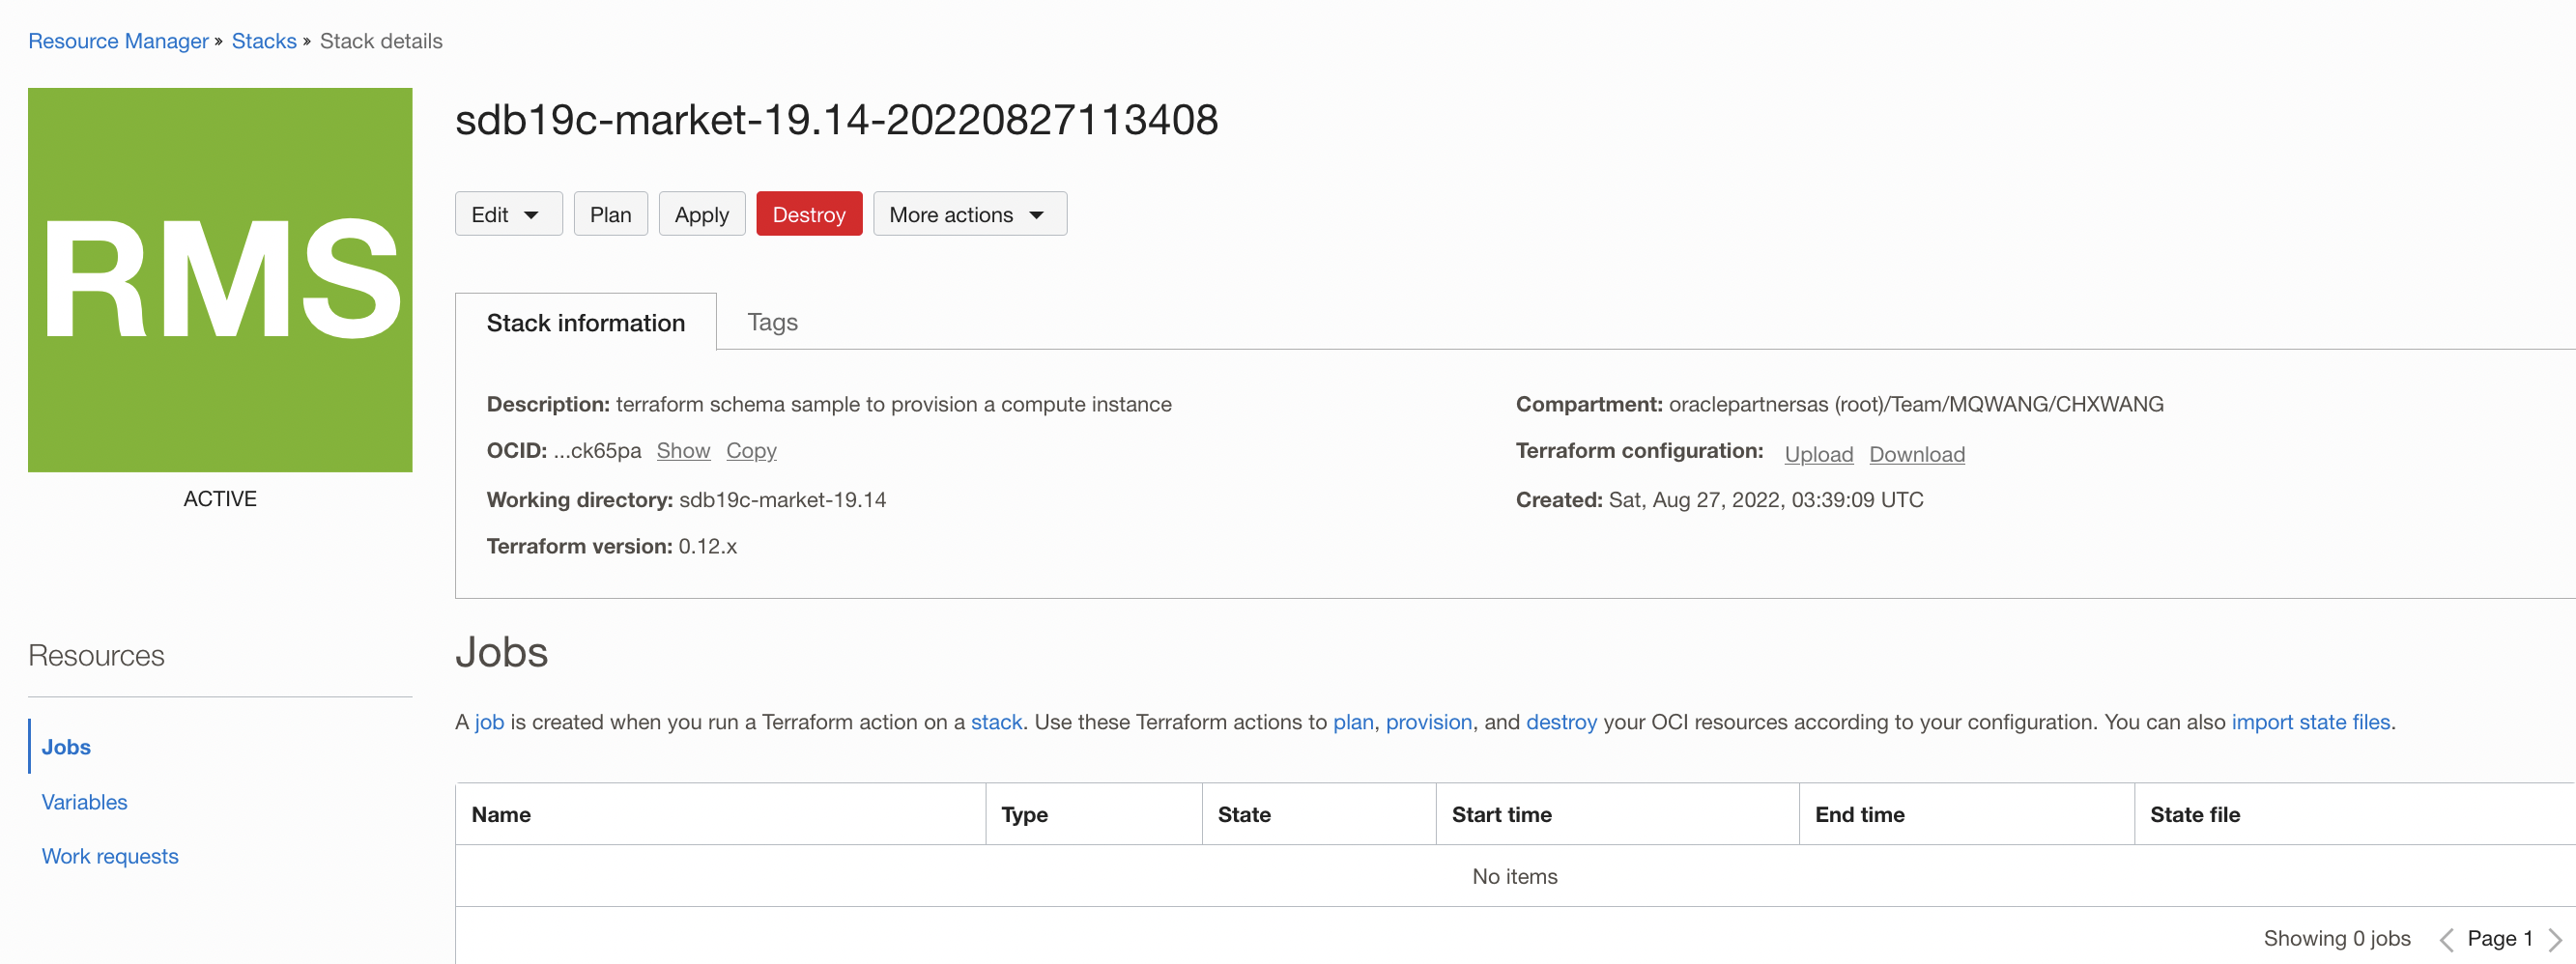 Resource Manager » Stacks » Stack details
RMS
ACTIVE
sdb19c-market-19.14-20220827113408
Edit Plan Apply Destroy More actions
Stack information Tags
Description: terraform schema sample to provision a compute instance
OCID: ...ck65pa Show Copy
Working directory: sdb19c-market-19.14
Terraform version: 0.12.x
Compartment: oraclepartnersas (root)/Team/MQWANG/CHXWANG
Terraform configuration: Upload Download
Created: Sat, Aug 27, 2022, 03:39:09 UTC
Resources
Jobs
Variables
Work requests
Jobs
A job is created when you run a Terraform action on a stack. Use these Terraform actions to plan, provision, and destroy your OCI resources according to your configuration. You can also import state files.
Name Type State Start time End time State file
No items
Showing 0 jobs < Page 1 >